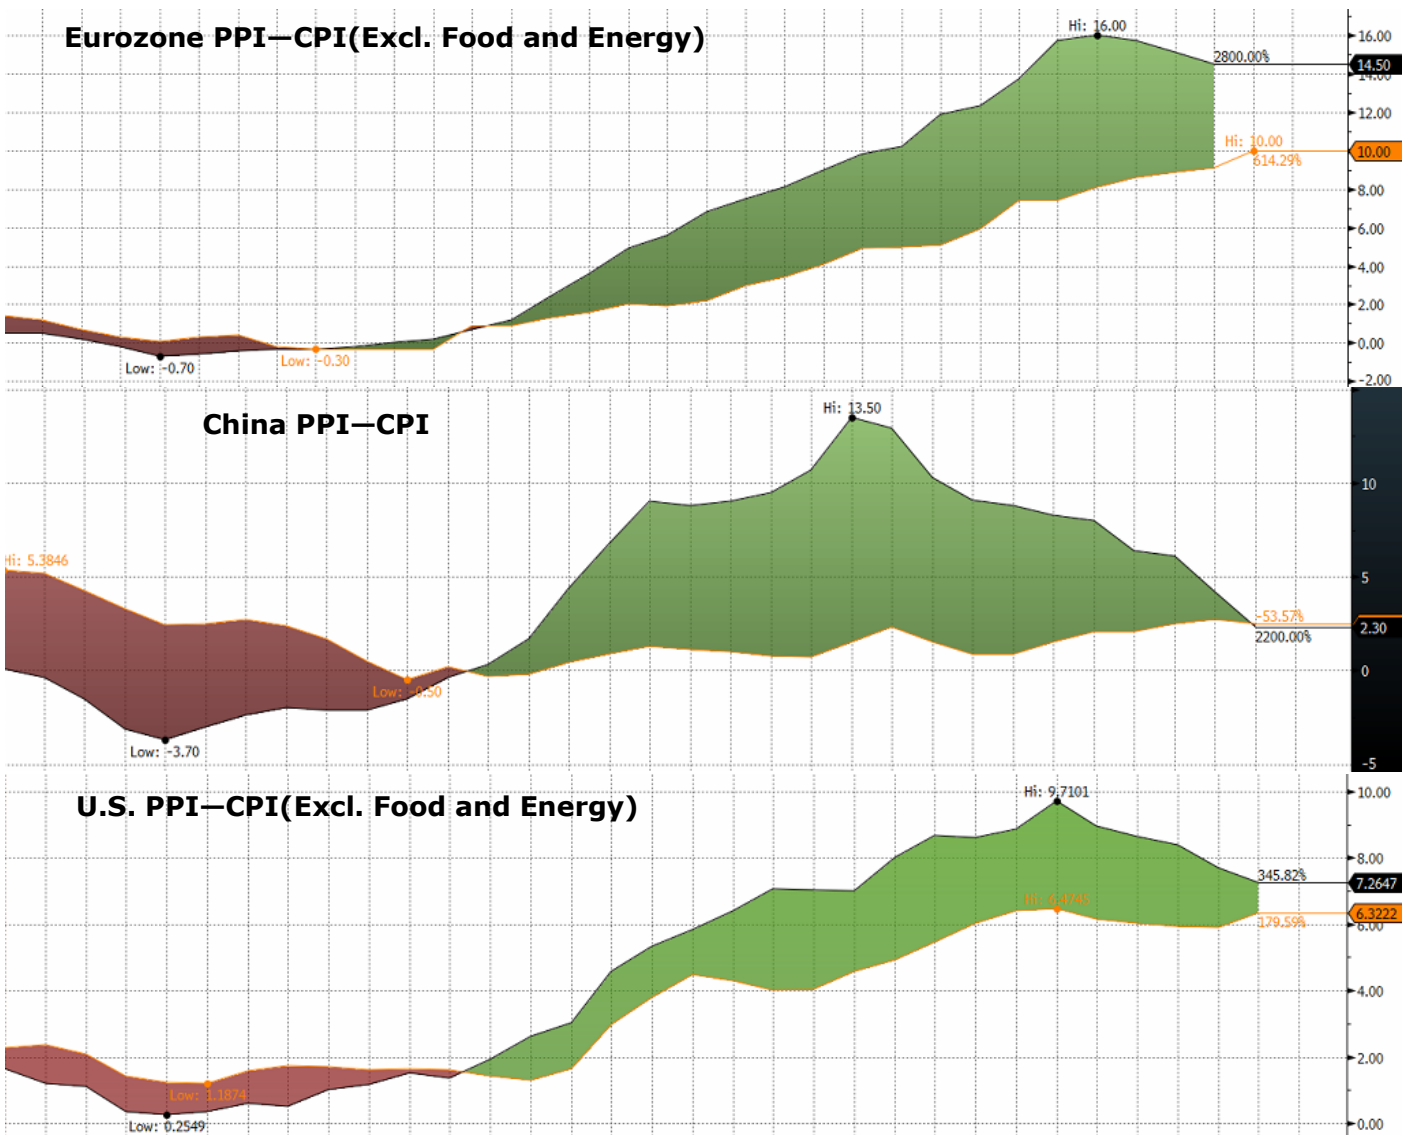 Eurozone PPI—CPI(Excl. Food and Energy)
Hi: 16.00
2800.00%
Hi: 10.00
614.29%
Low: -0.70
Low: -0.30
16.00
14.50
14.00
12.00
10.00
8.00
6.00
4.00
2.00
0.00
-2.00
China PPI—CPI
Hi: 13.50
Hi: 5.3846
Low: -0.50
Low: -3.70
-53.57%
2200.00%
10
5
2.30
0
-5
U.S. PPI—CPI(Excl. Food and Energy)
Hi: 9.7101
Hi: 6.4745
345.82%
179.59%
Low: 1.1874
Low: 0.2549
10.00
8.00
7.2647
6.3222
6.00
4.00
2.00
0.00